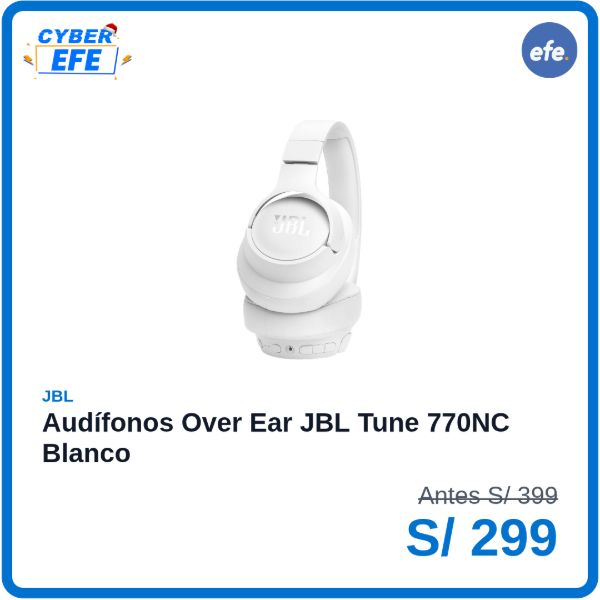 CYBER
EFE
efe.
JBL
JBL
Audífonos Over Ear JBL Tune 770NC
Blanco
Antes S/ 399
S/ 299